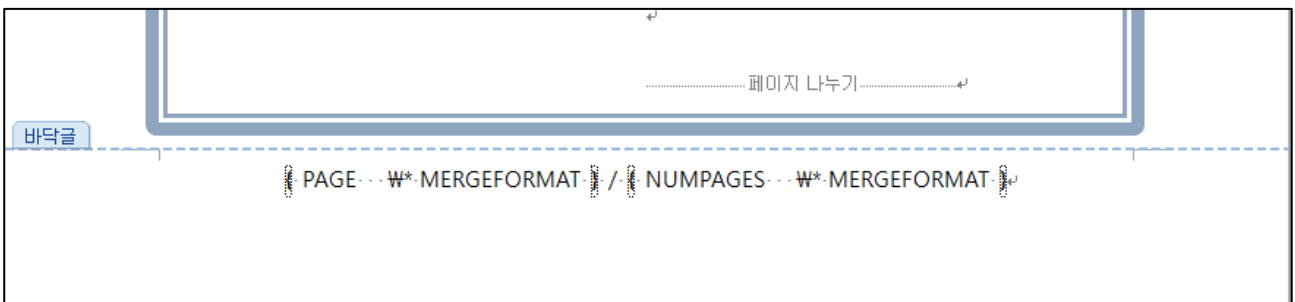 페이지 나누기
바닥글
{ PAGE   ₩* MERGEFORMAT } / { NUMPAGES   ₩* MERGEFORMAT }